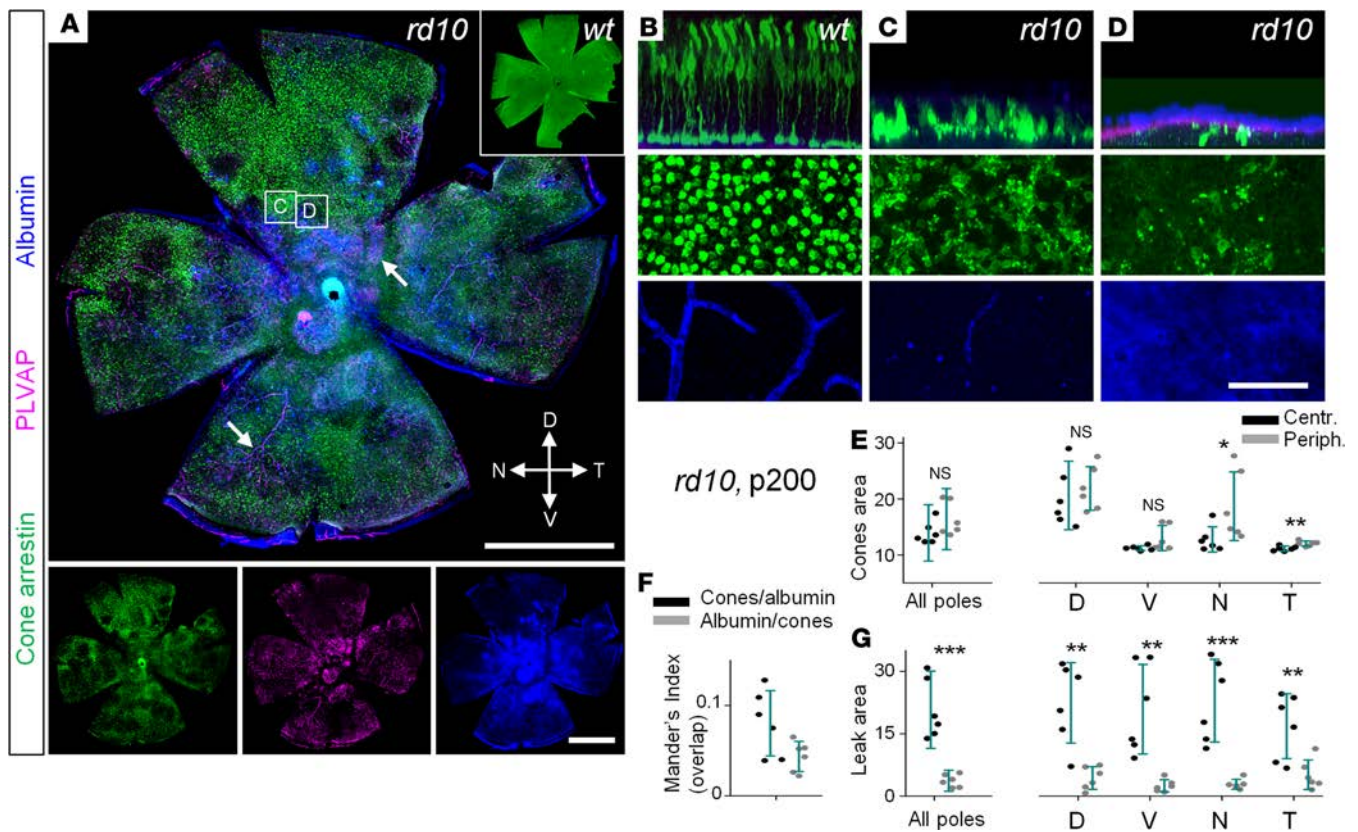 Cone arrestin PLVAP Albumin
A rd10
wt
C D
D
N T
V
B wt
C rd10
D rd10
rd10, p200
E
Centr.
Periph.
Cones area
30
20
10
NS
NS
NS
*
**
All poles D V N T
F
Cones/albumin
Albumin/cones
Mander's Index
(overlap)
0.1
0
G
Leak area
30
15
0
***
**
**
***
**
All poles D V N T